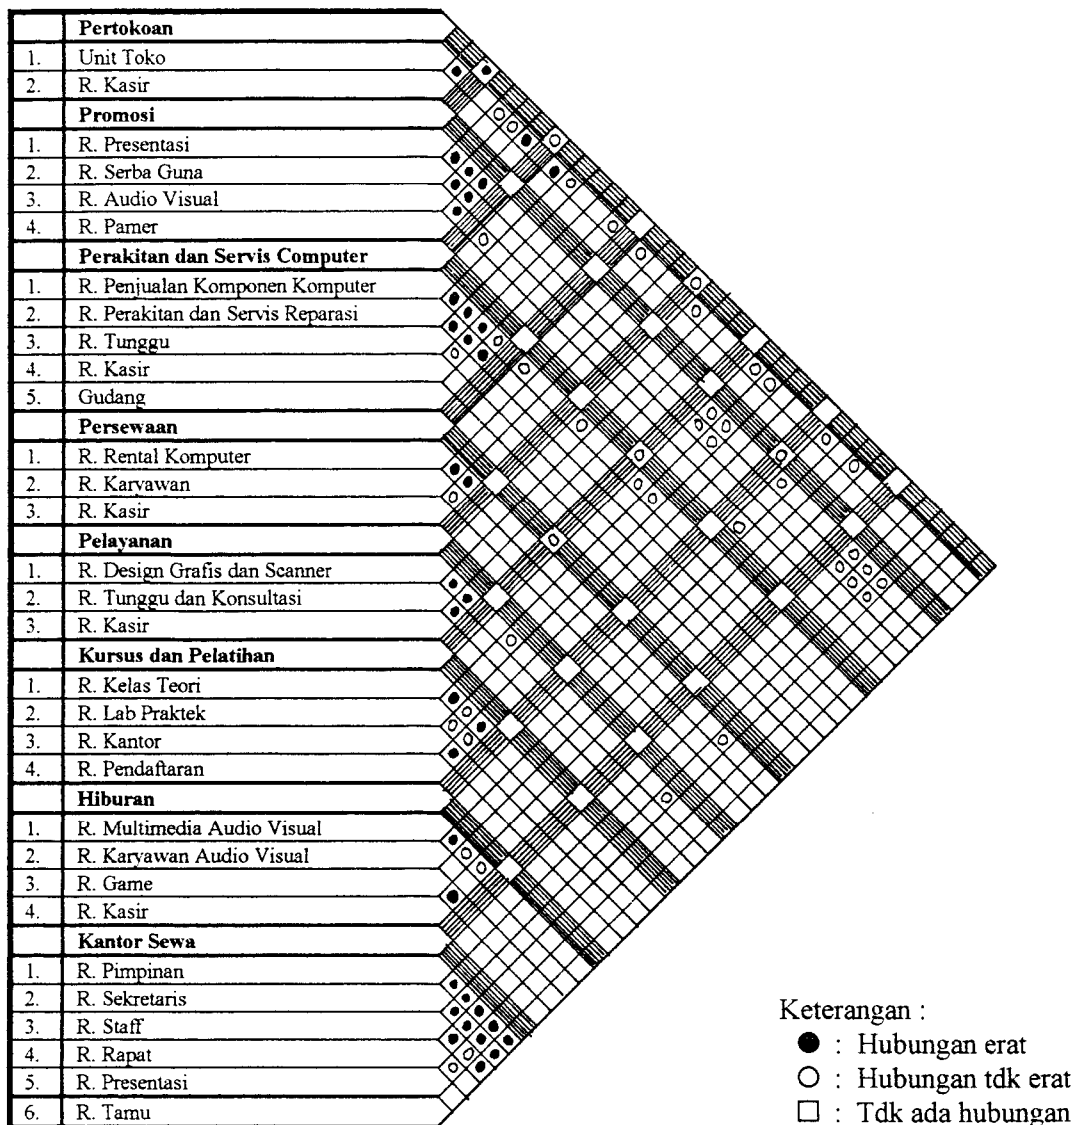 Pertokoan
1. Unit Toko
2. R. Kasir
Promosi
1. R. Presentasi
2. R. Serba Guna
3. R. Audio Visual
4. R. Pamer
Perakitan dan Servis Computer
1. R. Penjualan Komponen Komputer
2. R. Perakitan dan Servis Reparasi
3. R. Tunggu
4. R. Kasir
5. Gudang
Persewaan
1. R. Rental Komputer
2. R. Karyawan
3. R. Kasir
Pelayanan
1. R. Design Grafis dan Scanner
2. R. Tunggu dan Konsultasi
3. R. Kasir
Kursus dan Pelatihan
1. R. Kelas Teori
2. R. Lab Praktek
3. R. Kantor
4. R. Pendaftaran
Hiburan
1. R. Multimedia Audio Visual
2. R. Karyawan Audio Visual
3. R. Game
4. R. Kasir
Kantor Sewa
1. R. Pimpinan
2. R. Sekretaris
3. R. Staff
4. R. Rapat
5. R. Presentasi
6. R. Tamu
Keterangan :
● : Hubungan erat
○ : Hubungan tdk erat
□ : Tdk ada hubungan